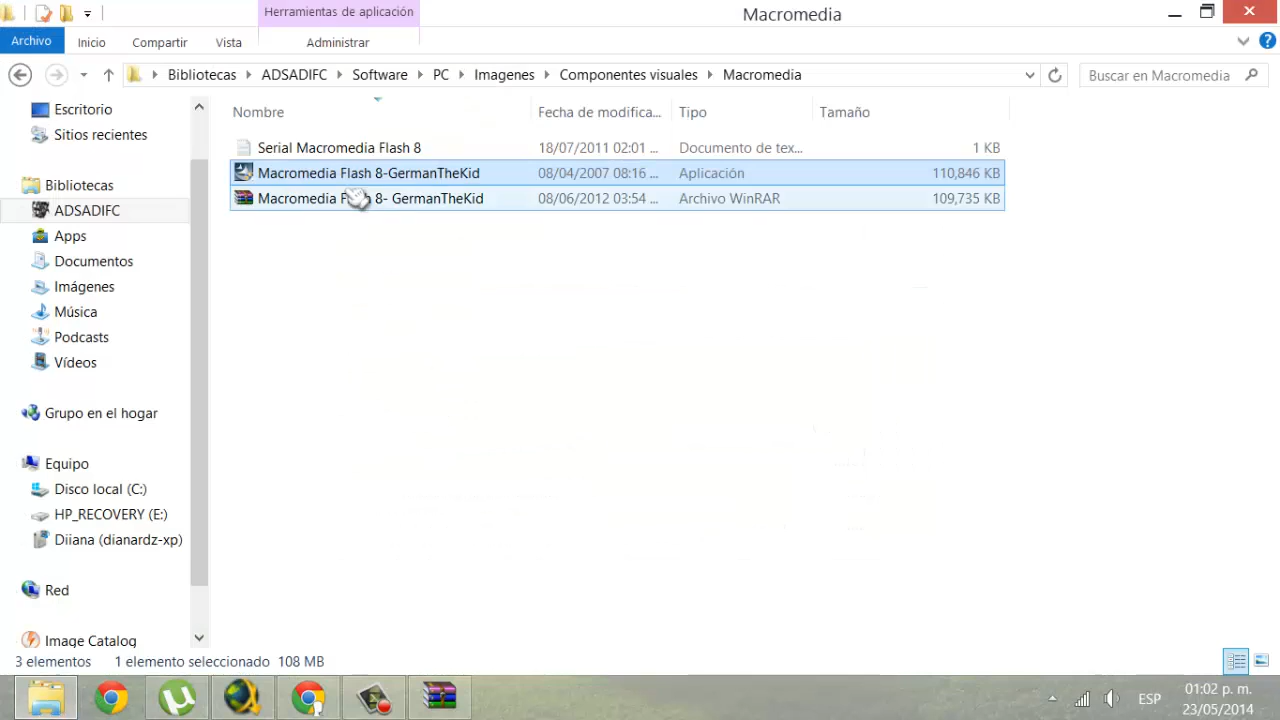 Herramientas de aplicación
Macromedia
Archivo Inicio Compartir Vista Administrar
Bibliotecas ADSADIFC Software PC Imagenes Componentes visuales Macromedia
Buscar en Macromedia
Nombre Fecha de modifica... Tipo Tamaño
Serial Macromedia Flash 8 18/07/2011 02:01 ... Documento de tex... 1 KB
Macromedia Flash 8-GermanTheKid 08/04/2007 08:16 ... Aplicación 110,846 KB
Macromedia Flash 8- GermanTheKid 08/06/2012 03:54 ... Archivo WinRAR 109,735 KB
Escritorio
Sitios recientes
Bibliotecas
ADSADIFC
Apps
Documentos
Imágenes
Música
Podcasts
Vídeos
Grupo en el hogar
Equipo
Disco local (C:)
HP_RECOVERY (E:)
Diiana (dianardz-xp)
Red
Image Catalog
3 elementos 1 elemento seleccionado 108 MB
ESP
01:02 p. m.
23/05/2014